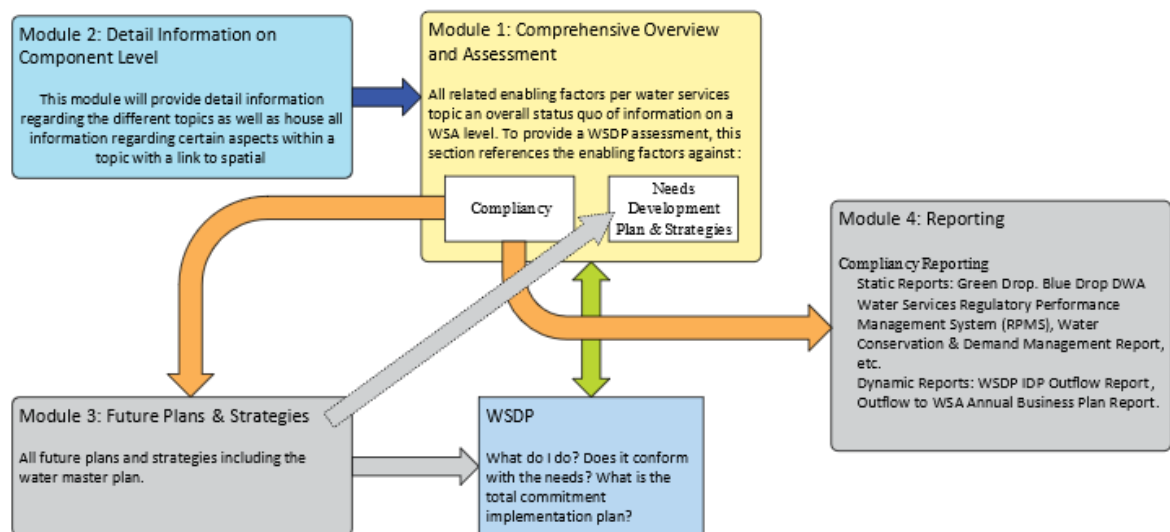 Module 2: Detail Information on
Component Level
This module will provide detail information
regarding the different topics as well as house all
information regarding certain aspects within a
topic with a link to spatial
Module 1: Comprehensive Overview
and Assessment
All related enabling factors per water services
topic an overall status quo of information on a
WSA level. To provide a WSDP assessment, this
section references the enabling factors against:
Compliancy
Needs
Development
Plan & Strategies
Module 4: Reporting
Compliancy Reporting
Static Reports: Green Drop. Blue Drop DWA
Water Services Regulatory Performance
Management System (RPMS), Water
Conservation & Demand Management Report,
etc.
Dynamic Reports: WSDP IDP Outflow Report,
Outflow to WSA Annual Business Plan Report.
Module 3: Future Plans & Strategies
All future plans and strategies including the
water master plan.
WSDP
What do I do? Does it conform
with the needs? What is the
total commitment
implementation plan?